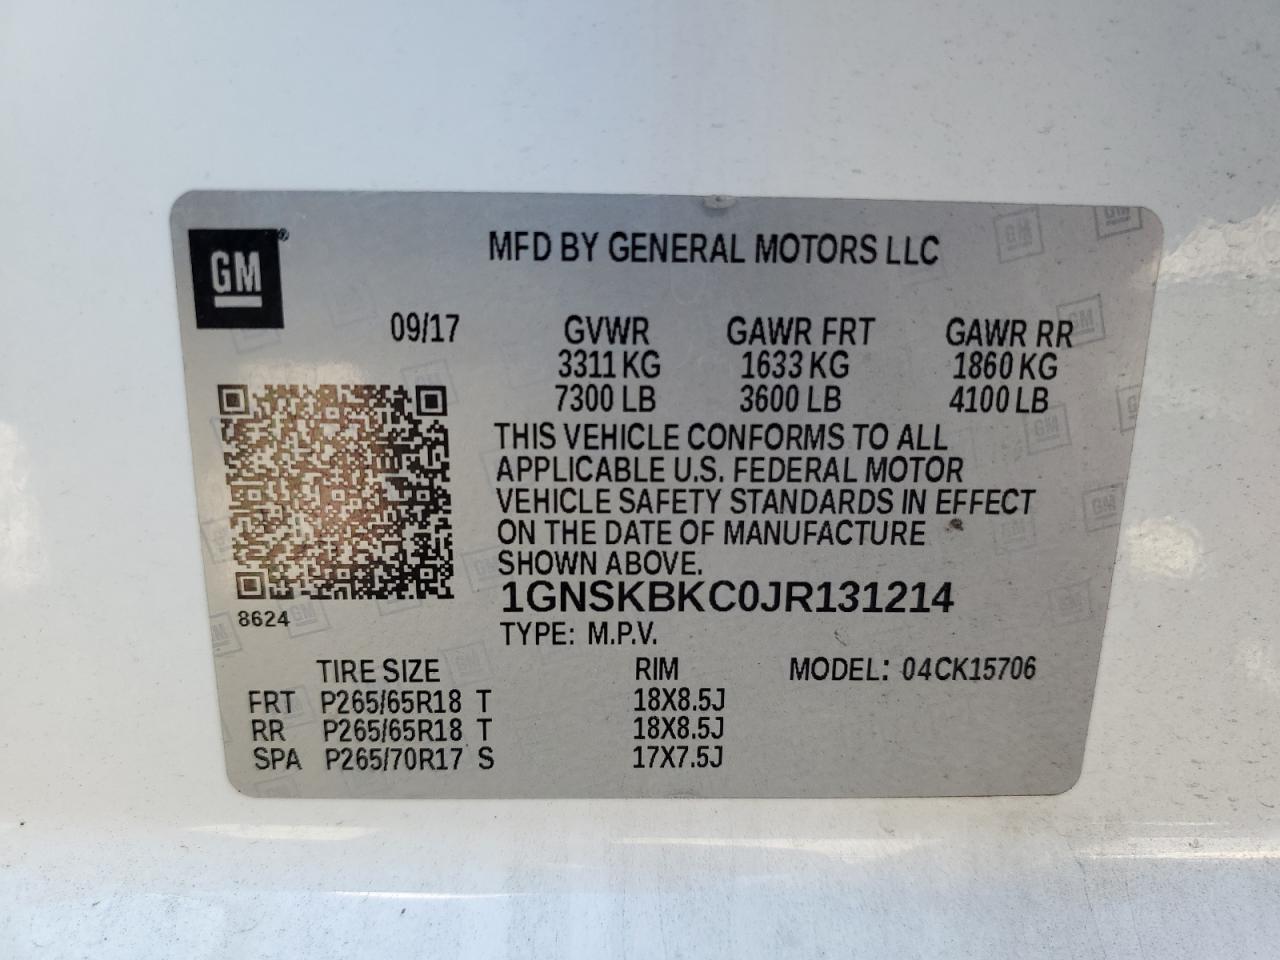 GM®
MFD BY GENERAL MOTORS LLC
09/17
GVWR GAWR FRT GAWR RR
3311 KG 1633 KG 1860 KG
7300 LB 3600 LB 4100 LB
THIS VEHICLE CONFORMS TO ALL
APPLICABLE U.S. FEDERAL MOTOR
VEHICLE SAFETY STANDARDS IN EFFECT
ON THE DATE OF MANUFACTURE
SHOWN ABOVE.
1GNSKBKC0JR131214
8624
TYPE: M.P.V.
TIRE SIZE RIM MODEL: 04CK15706
FRT P265/65R18 T 18X8.5J
RR P265/65R18 T 18X8.5J
SPA P265/70R17 S 17X7.5J